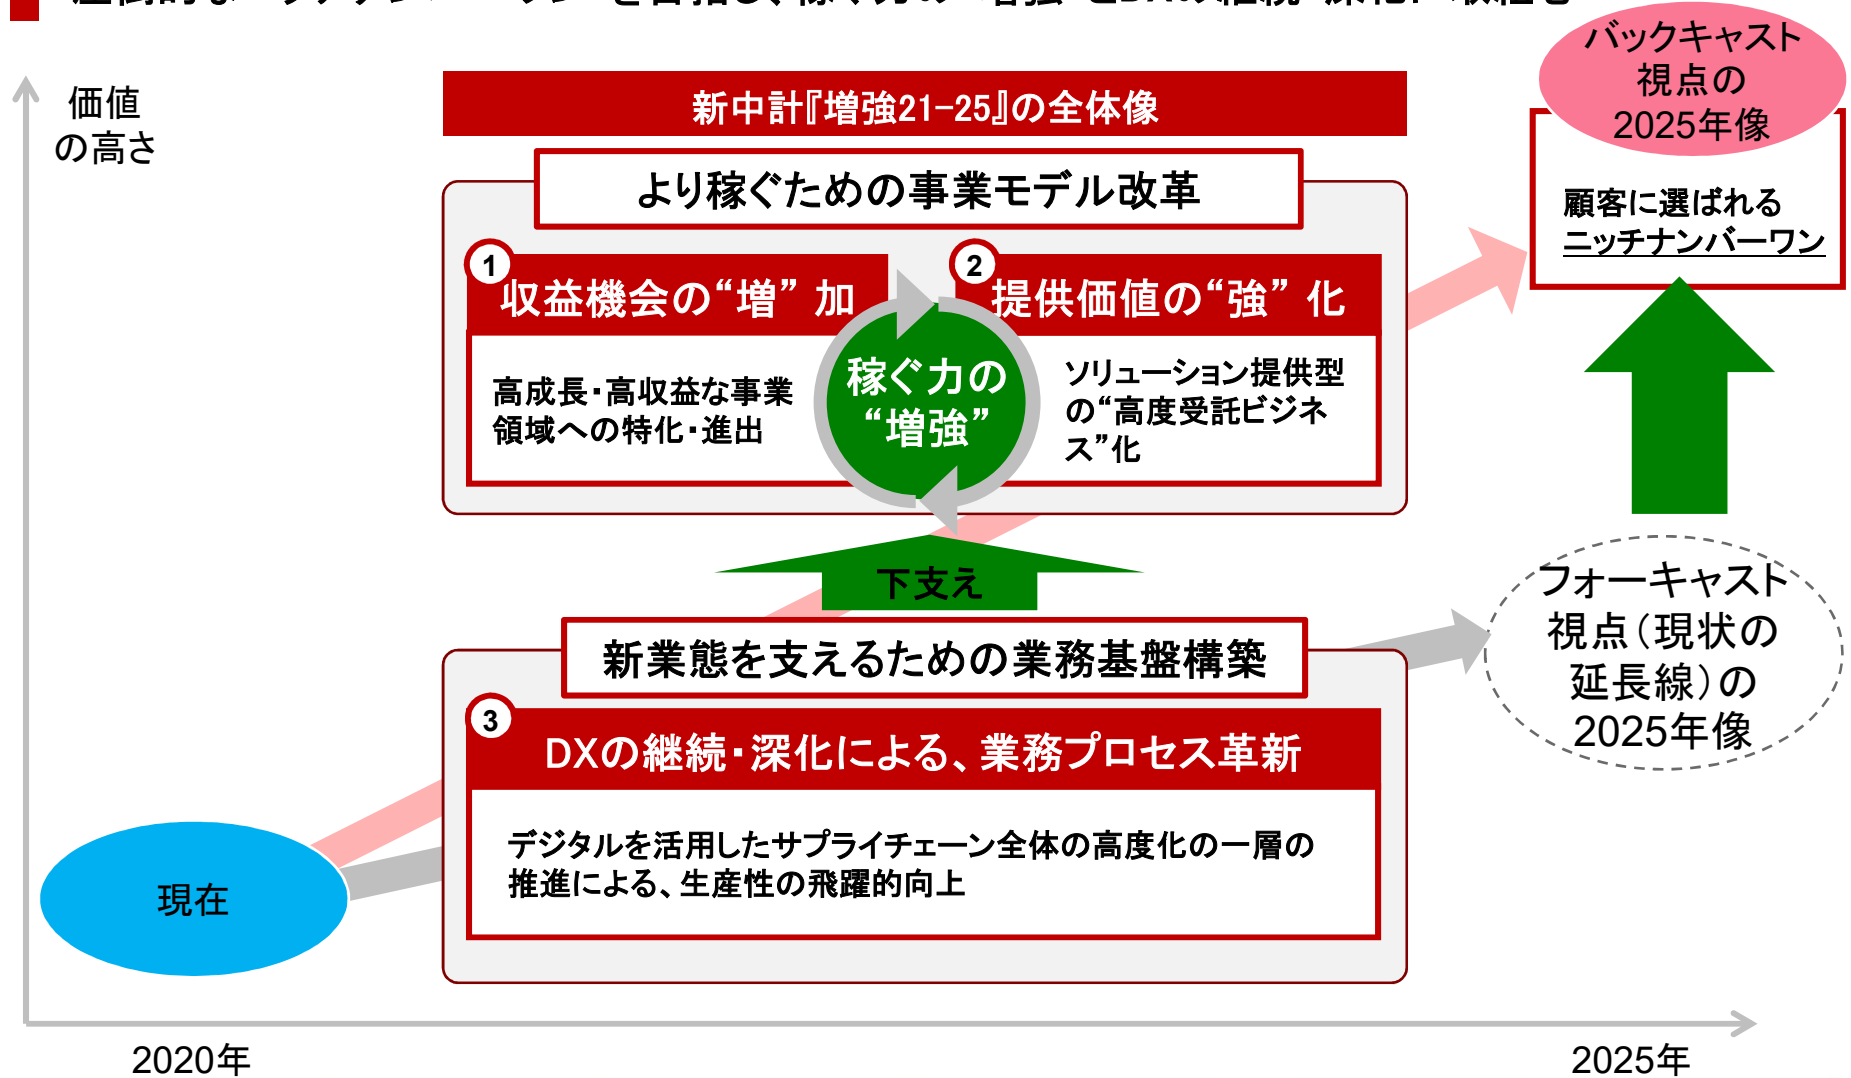 価値
の高さ
新中計『増強21-25』の全体像
より稼ぐための事業モデル改革
1
収益機会の“増” 加
高成長・高収益な事業
領域への特化・進出
稼ぐ力の
“増強”
2
提供価値の“強” 化
ソリューション提供型
の“高度受託ビジネ
ス”化
下支え
新業態を支えるための業務基盤構築
3
DXの継続・深化による、業務プロセス革新
デジタルを活用したサプライチェーン全体の高度化の一層の
推進による、生産性の飛躍的向上
バックキャスト
視点の
2025年像
顧客に選ばれる
ニッチナンバーワン
フォーキャスト
視点（現状の
延長線）の
2025年像
現在
2020年
2025年